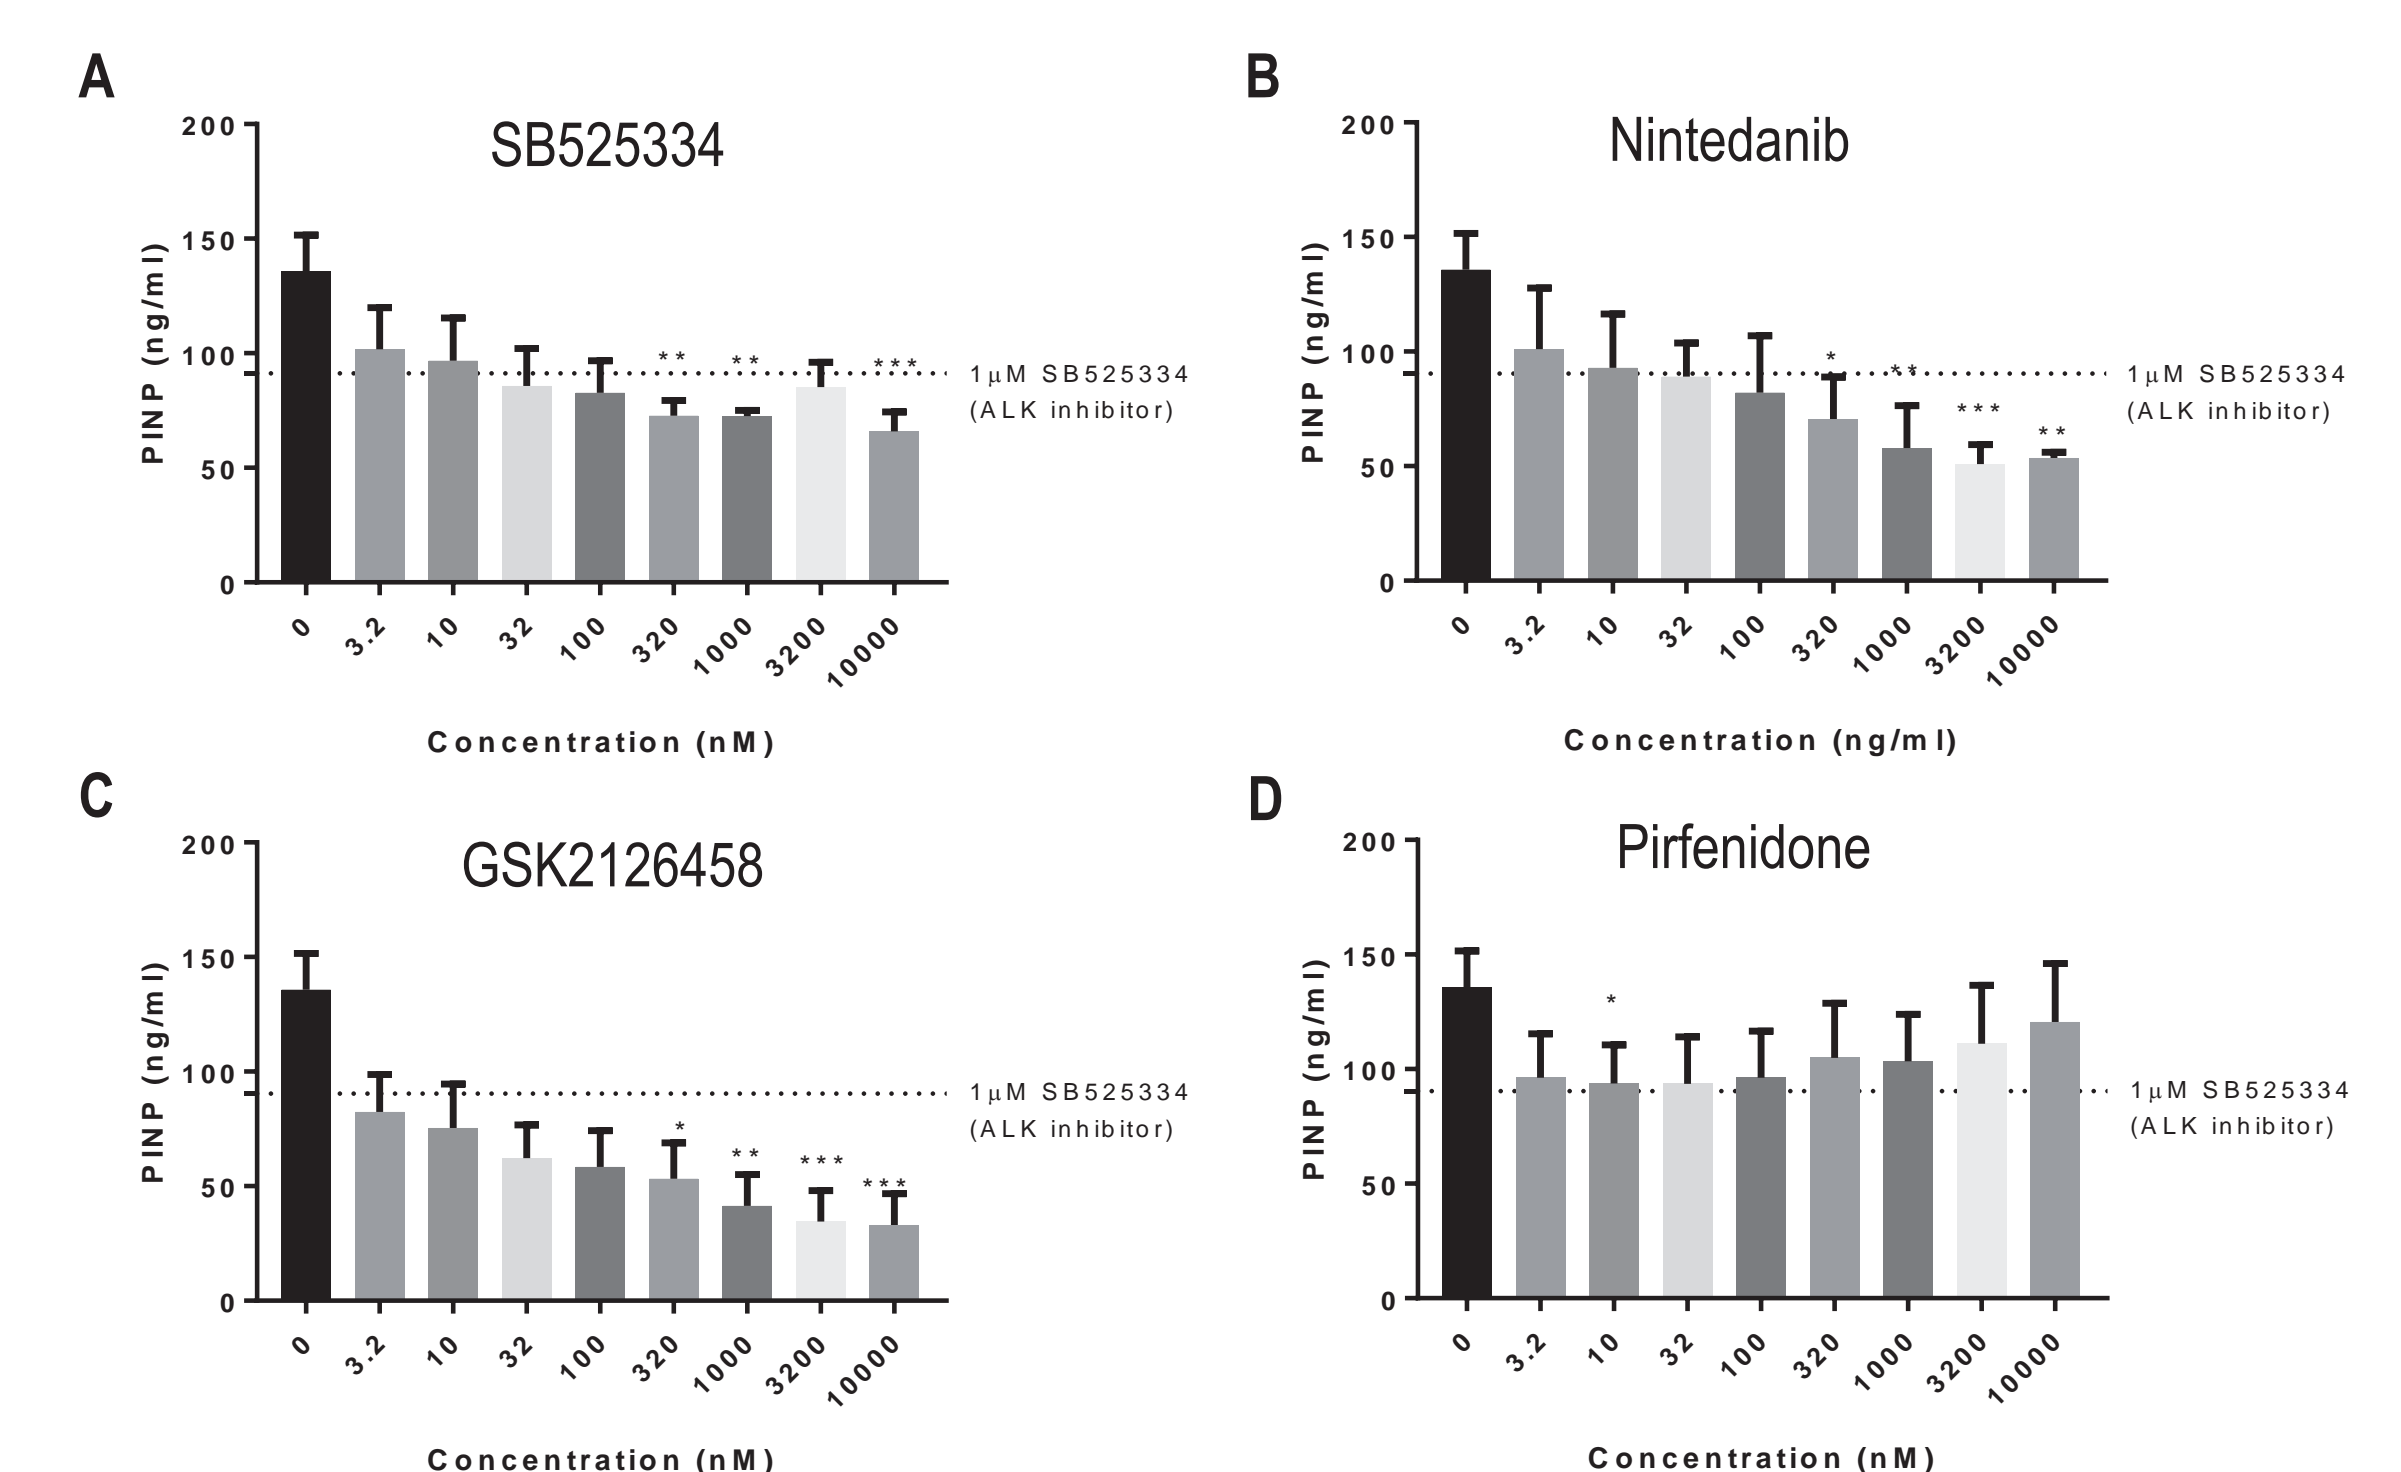 A
SB525334
PINP (ng/ml)
200
150
100
50
0
** ** ***
1µM SB525334
(ALK inhibitor)
0 3.2 10 32 100 320 1000 3200 10000
Concentration (nM)
B
Nintedanib
PINP (ng/ml)
200
150
100
50
0
* ** *** **
1µM SB525334
(ALK inhibitor)
0 3.2 10 32 100 320 1000 3200 10000
Concentration (ng/ml)
C
GSK2126458
PINP (ng/ml)
200
150
100
50
0
* ** *** ***
1µM SB525334
(ALK inhibitor)
0 3.2 10 32 100 320 1000 3200 10000
Concentration (nM)
D
Pirfenidone
PINP (ng/ml)
200
150
100
50
0
*
1µM SB525334
(ALK inhibitor)
0 3.2 10 32 100 320 1000 3200 10000
Concentration (nM)